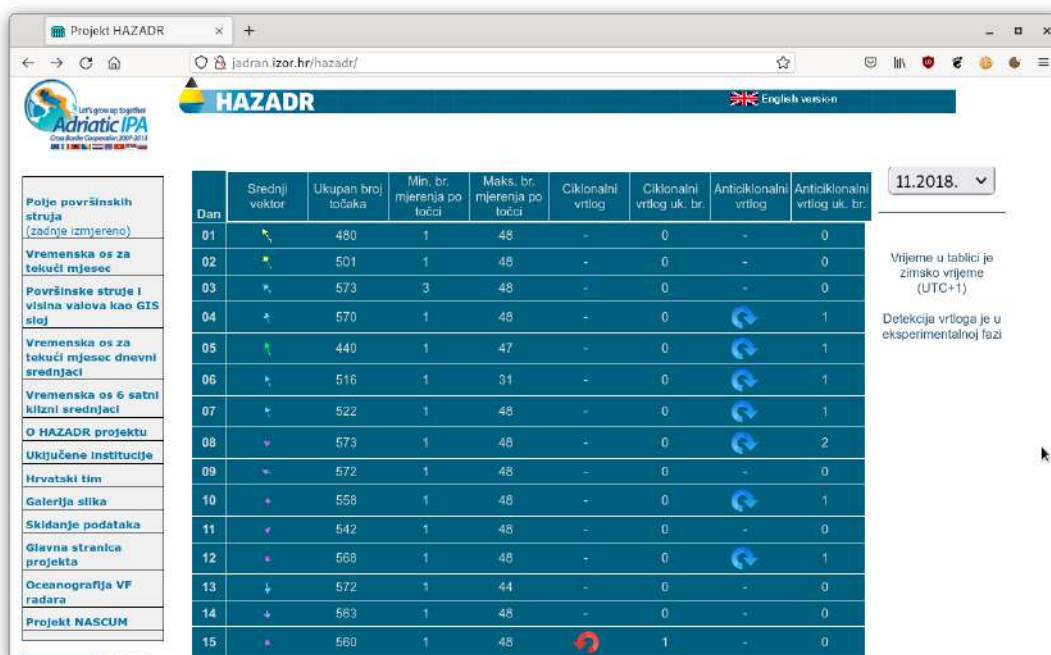 Projekt HAZADR
jadran.izor.hr/hazadr/
Let's grow up together
Adriatic IPA
Cross Border Cooperation 2007-2013
HAZADR
English version
Polje površinskih
struja
(zadnje izmjereno)
Vremenska os za
tekući mjesec
Površinske struje i
visina valova kao GIS
sloj
Vremenska os za
tekući mjesec dnevni
srednjaci
Vremenska os 6 satni
klizni srednjaci
O HAZADR projektu
Uključene institucije
Hrvatski tim
Galerija slika
Skidanje podataka
Glavna stranica
projekta
Oceanografija VF
radara
Projekt NASCUM
Dan Srednji vektor Ukupan broj točaka Min. br. mjerenja po točci Maks. br. mjerenja po točci Ciklonalni vrtlog Ciklonalni vrtlog uk. br. Anticiklonalni vrtlog Anticiklonalni vrtlog uk. br.
01 480 1 48 - 0 - 0
02 501 1 48 - 0 - 0
03 573 3 48 - 0 - 0
04 570 1 48 - 0 1
05 440 1 47 - 0 1
06 516 1 31 - 0 1
07 522 1 48 - 0 1
08 573 1 48 - 0 2
09 572 1 48 - 0 - 0
10 558 1 48 - 0 1
11 542 1 48 - 0 - 0
12 568 1 48 - 0 1
13 572 1 44 - 0 - 0
14 563 1 48 - 0 - 0
15 560 1 48 1 - 0
11.2018.
Vrijeme u tablici je
zimsko vrijeme
(UTC+1)
Detekcija vrtloga je u
eksperimentalnoj fazi